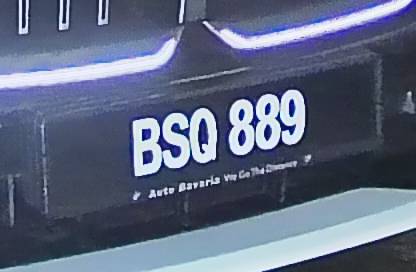 BSQ 889
Auto Bavaria We Go The Distance